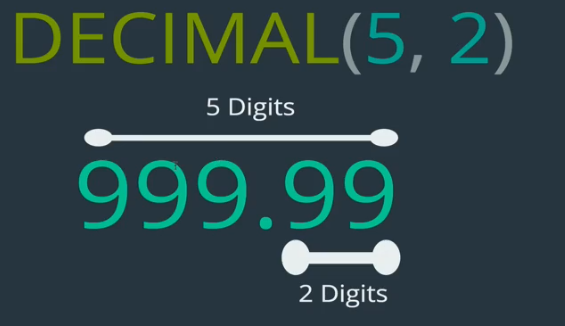 DECIMAL(5, 2)
5 Digits
999.99
2 Digits